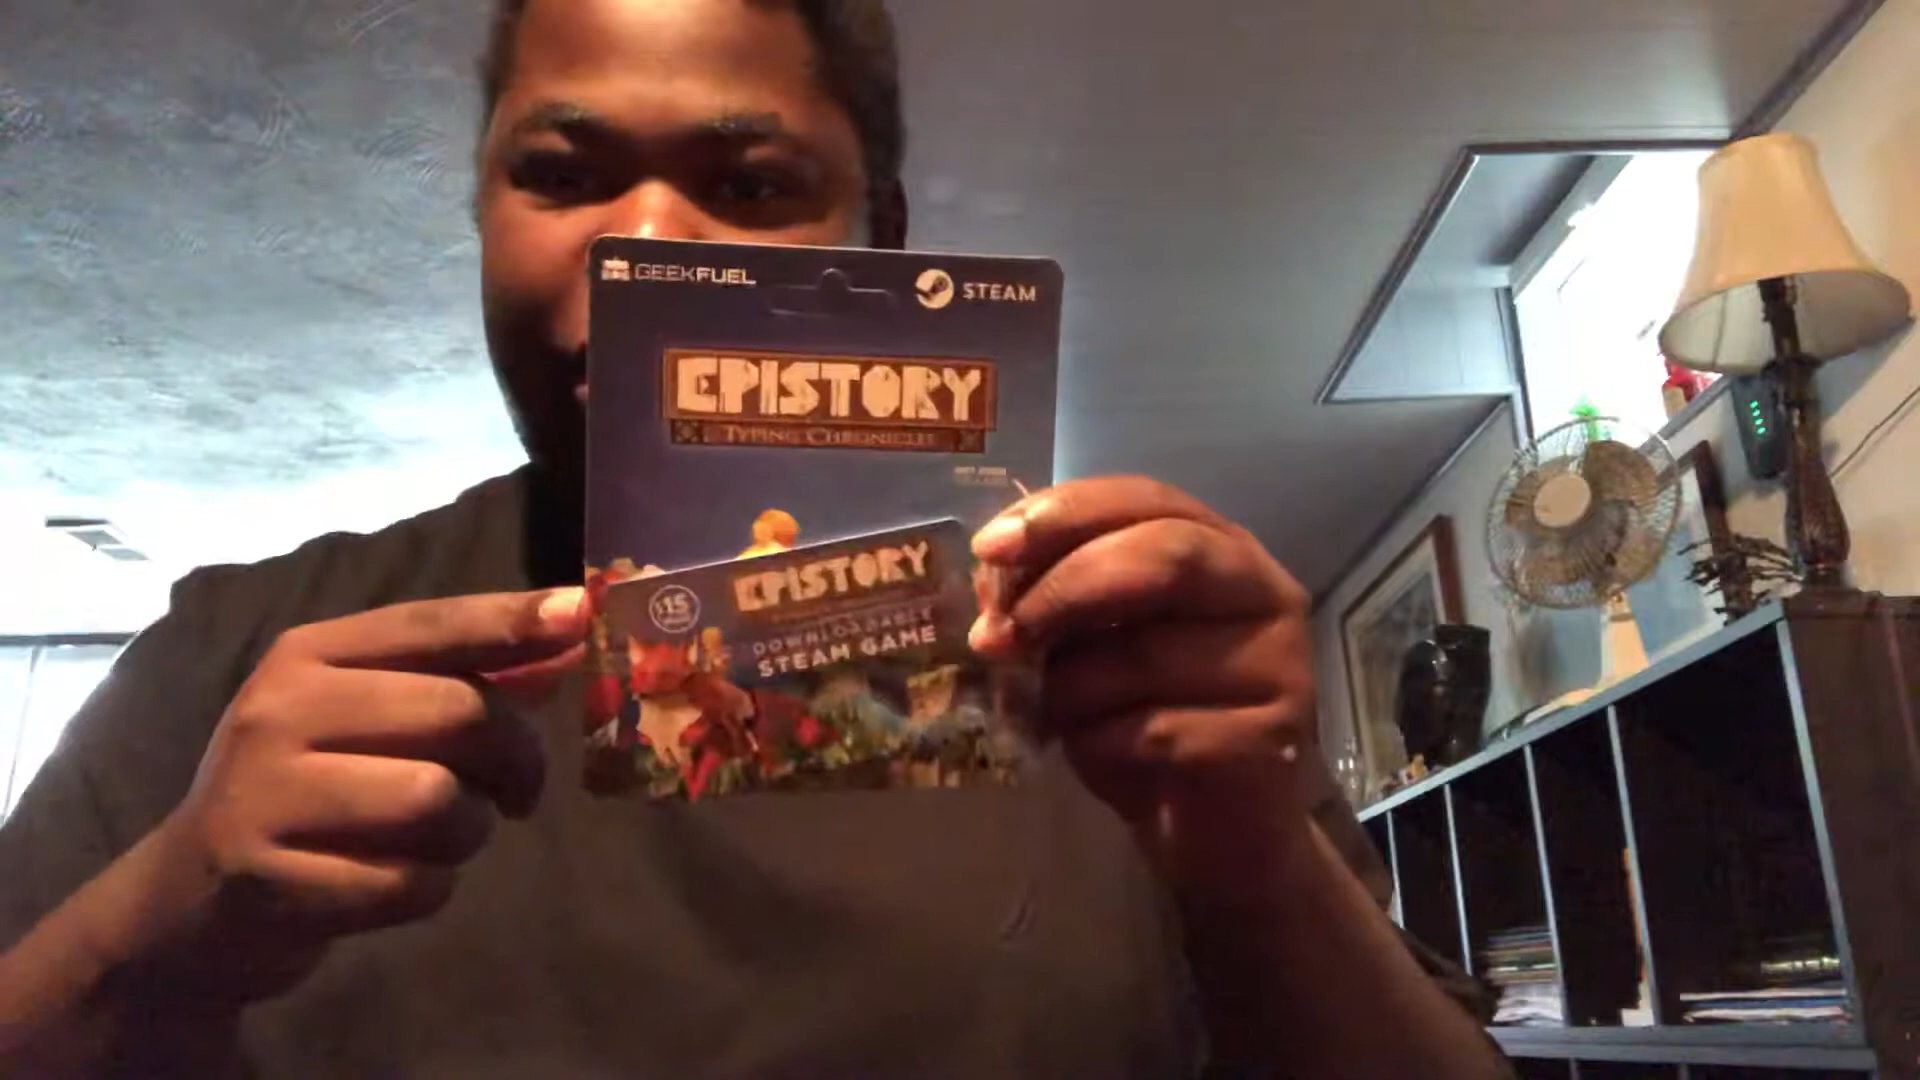 GEEKFUEL
STEAM
EPISTORY
TYPING CHRONICLES
$15
EPISTORY
DOWNLOADABLE
STEAM GAME